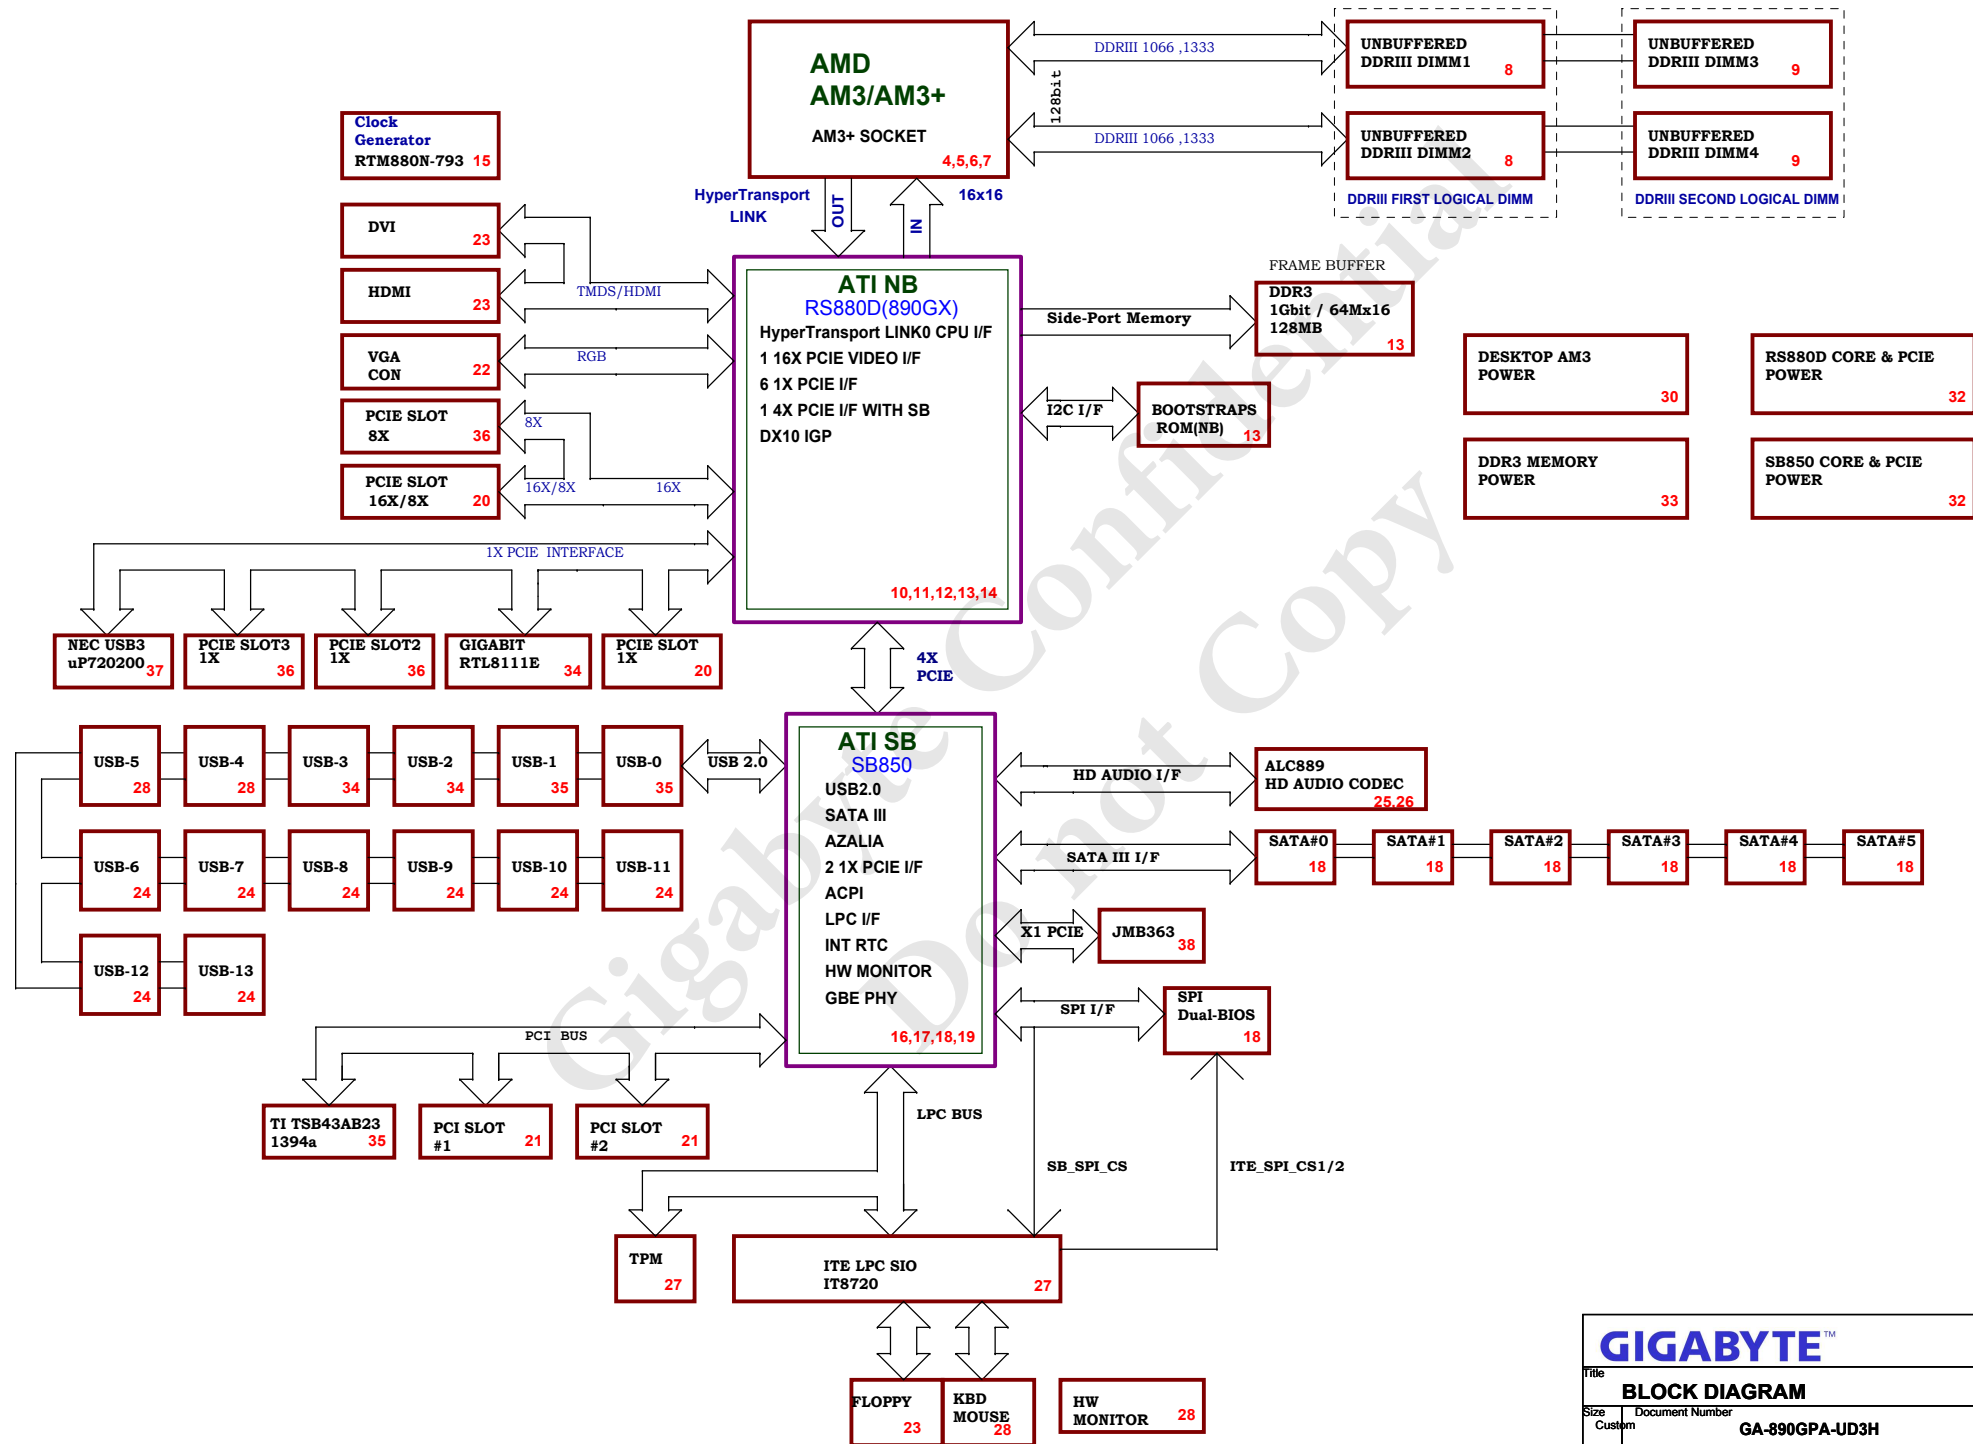 AMD
AM3/AM3+
AM3+ SOCKET
4,5,6,7
DDRIII 1066 ,1333
128bit
DDRIII 1066 ,1333
UNBUFFERED
DDRIII DIMM1
8
UNBUFFERED
DDRIII DIMM3
9
UNBUFFERED
DDRIII DIMM2
8
UNBUFFERED
DDRIII DIMM4
9
DDRIII FIRST LOGICAL DIMM
DDRIII SECOND LOGICAL DIMM
Clock
Generator
RTM880N-793 15
HyperTransport
LINK
OUT
IN
16x16
DVI
23
HDMI
23
TMDS/HDMI
VGA
CON
22
RGB
PCIE SLOT
8X
36
8X
PCIE SLOT
16X/8X
20
16X/8X
16X
ATI NB
RS880D(890GX)
HyperTransport LINK0 CPU I/F
1 16X PCIE VIDEO I/F
6 1X PCIE I/F
1 4X PCIE I/F WITH SB
DX10 IGP
10,11,12,13,14
FRAME BUFFER
Side-Port Memory
DDR3
1Gbit / 64Mx16
128MB
13
I2C I/F
BOOTSTRAPS
ROM(NB)
13
DESKTOP AM3
POWER
30
RS880D CORE & PCIE
POWER
32
DDR3 MEMORY
POWER
33
SB850 CORE & PCIE
POWER
32
1X PCIE INTERFACE
NEC USB3
uP720200
37
PCIE SLOT3
1X
36
PCIE SLOT2
1X
36
GIGABIT
RTL8111E
34
PCIE SLOT
1X
20
4X
PCIE
USB-5
28
USB-4
28
USB-3
34
USB-2
34
USB-1
35
USB-0
35
USB 2.0
USB-6
24
USB-7
24
USB-8
24
USB-9
24
USB-10
24
USB-11
24
USB-12
24
USB-13
24
ATI SB
SB850
USB2.0
SATA III
AZALIA
2 1X PCIE I/F
ACPI
LPC I/F
INT RTC
HW MONITOR
GBE PHY
16,17,18,19
HD AUDIO I/F
ALC889
HD AUDIO CODEC
25,26
SATA III I/F
SATA#0
18
SATA#1
18
SATA#2
18
SATA#3
18
SATA#4
18
SATA#5
18
X1 PCIE
JMB363
38
SPI I/F
SPI
Dual-BIOS
18
PCI BUS
TI TSB43AB23
1394a
35
PCI SLOT
#1
21
PCI SLOT
#2
21
LPC BUS
SB_SPI_CS
ITE_SPI_CS1/2
TPM
27
ITE LPC SIO
IT8720
27
FLOPPY
23
KBD
MOUSE
28
HW
MONITOR
28
Gigabyte Confidential
Do not Copy
GIGABYTE™
Title
BLOCK DIAGRAM
Size
Custom
Document Number
GA-890GPA-UD3H